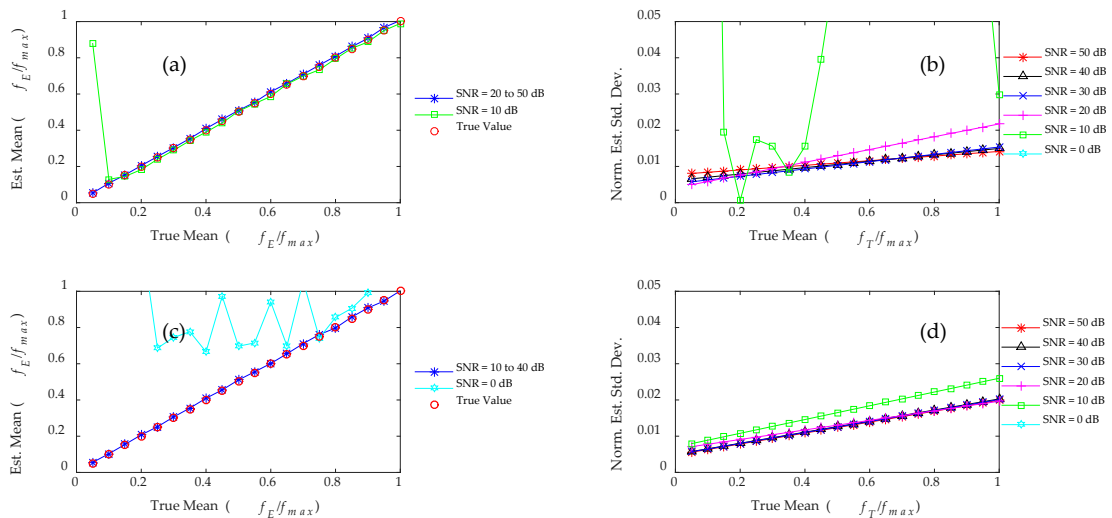 1
0.8
0.6
0.4
0.2
0
0 0.2 0.4 0.6 0.8 1
Est. Mean ( f_E/f_max)
True Mean ( f_E/f_max)
(a)
SNR = 20 to 50 dB
SNR = 10 dB
True Value
0.05
0.04
0.03
0.02
0.01
0
0.2 0.4 0.6 0.8 1
Norm. Est. Std. Dev.
True Mean ( f_T/f_max)
(b)
SNR = 50 dB
SNR = 40 dB
SNR = 30 dB
SNR = 20 dB
SNR = 10 dB
SNR = 0 dB
1
0.8
0.6
0.4
0.2
0
0 0.2 0.4 0.6 0.8 1
Est. Mean ( f_E/f_max)
True Mean ( f_E/f_max)
(c)
SNR = 10 to 40 dB
SNR = 0 dB
True Value
0.05
0.04
0.03
0.02
0.01
0
0.2 0.4 0.6 0.8 1
Norm. Est. Std. Dev.
True Mean ( f_T/f_max)
(d)
SNR = 50 dB
SNR = 40 dB
SNR = 30 dB
SNR = 20 dB
SNR = 10 dB
SNR = 0 dB